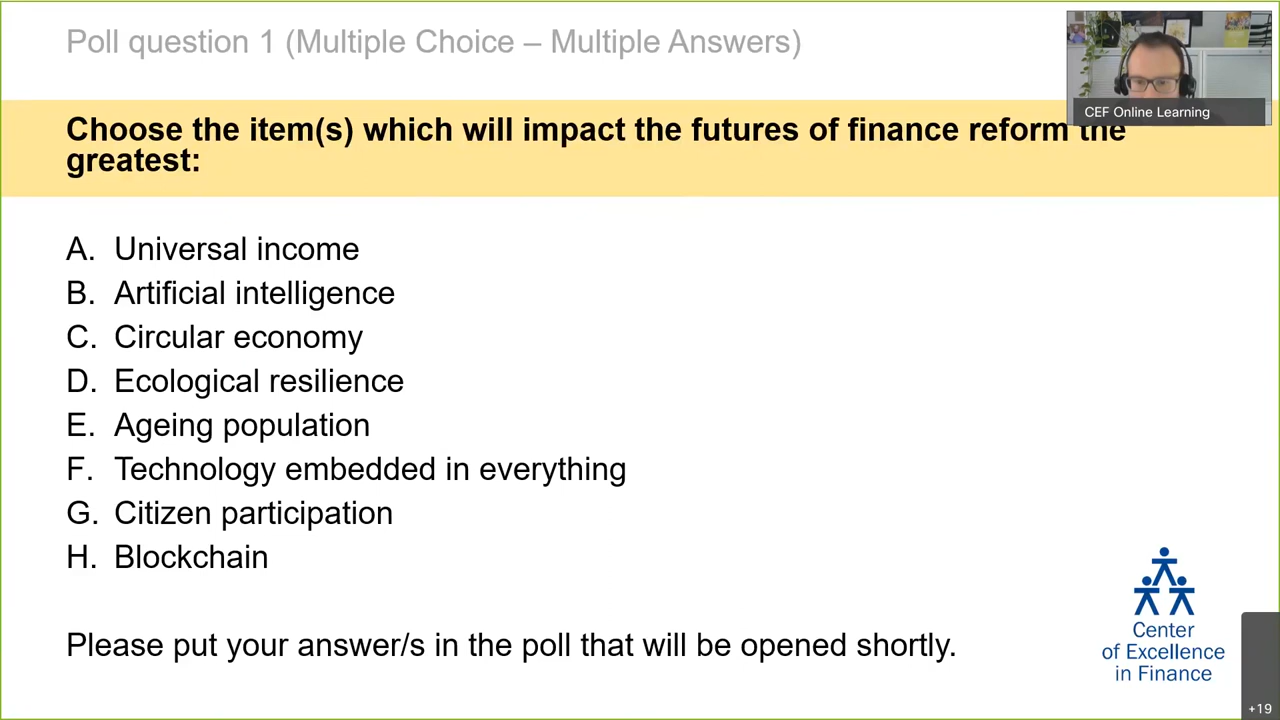 Poll question 1 (Multiple Choice – Multiple Answers)
CEF Online Learning
Choose the item(s) which will impact the futures of finance reform the
greatest:
A. Universal income
B. Artificial intelligence
C. Circular economy
D. Ecological resilience
E. Ageing population
F. Technology embedded in everything
G. Citizen participation
H. Blockchain
Please put your answer/s in the poll that will be opened shortly.
Center
of Excellence
in Finance
+19